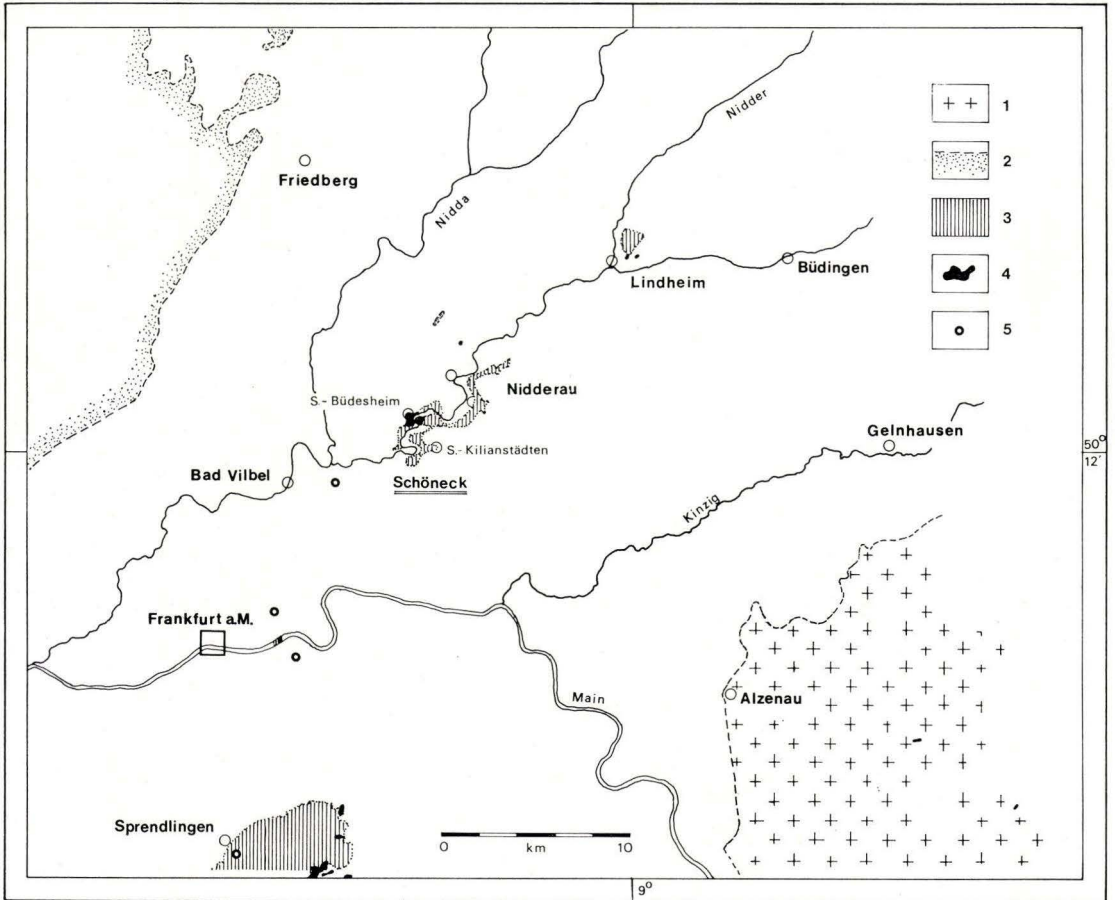 Nidder
1
2
Friedberg
Nidda
3
Büdingen
4
Lindheim
5
Nidderau
S.-Büdesheim
Gelnhausen
50°
12'
S.-Kilianstädten
Bad Vilbel
Schöneck
Kinzig
Frankfurt a.M.
Main
Alzenau
Sprendlingen
0 km 10
9°